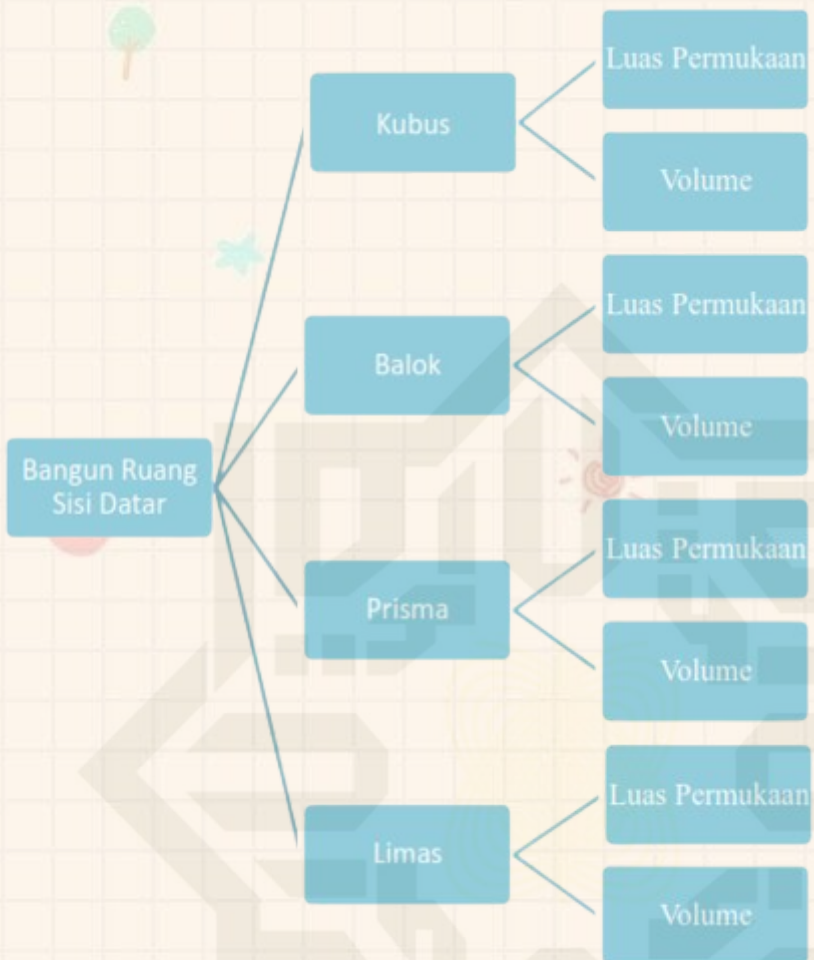 Bangun Ruang
Sisi Datar
Kubus
Luas Permukaan
Volume
Balok
Luas Permukaan
Volume
Prisma
Luas Permukaan
Volume
Limas
Luas Permukaan
Volume